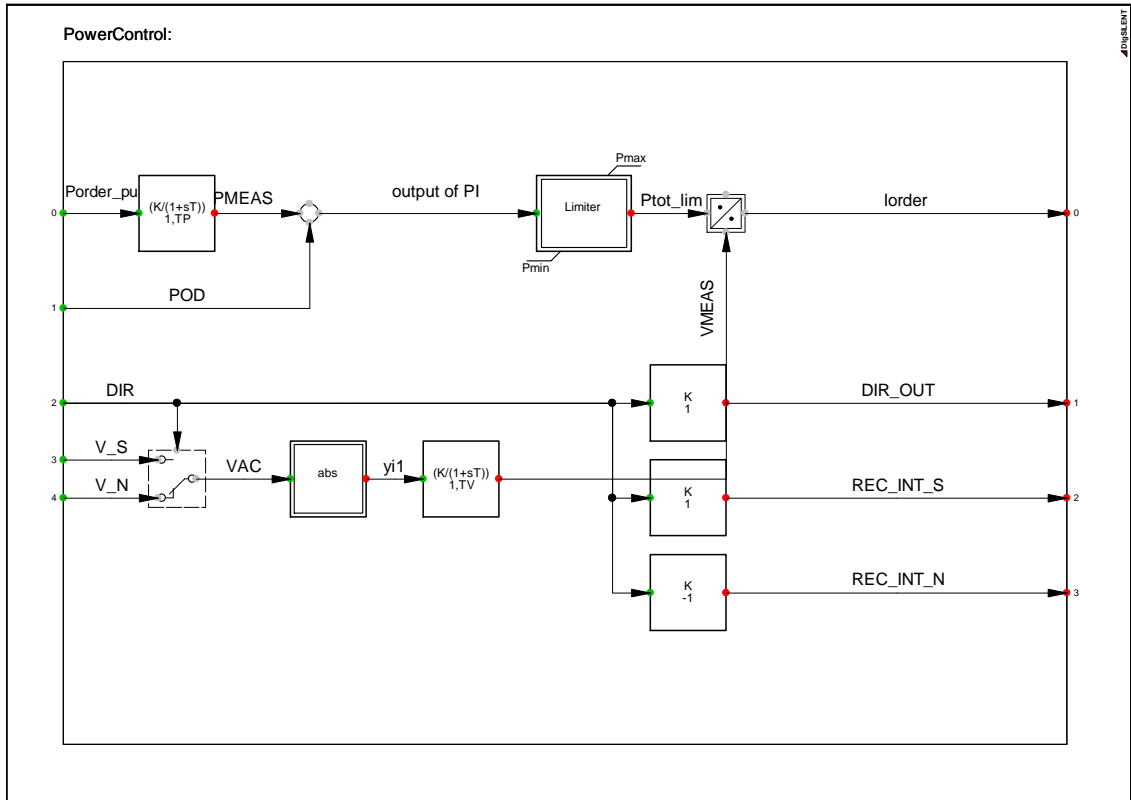 PowerControl:
DIgSILENT
Pmax
Porder_pu
(K/(1+sT))
1,TP
PMEAS
output of PI
Limiter
Ptot_lim
Iorder
0
0
Pmin
POD
1
VMEAS
DIR
2
K
1
DIR_OUT
1
V_S
3
V_N
4
VAC
abs
yi1
(K/(1+sT))
1,TV
K
1
REC_INT_S
2
K
-1
REC_INT_N
3